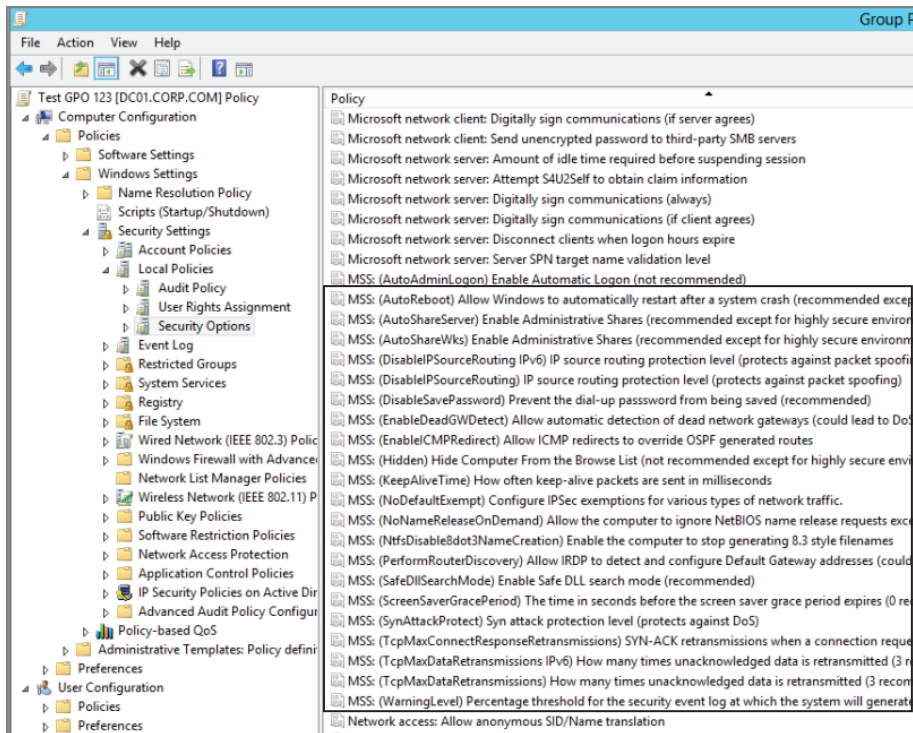 Group P
File Action View Help
Test GPO 123 [DC01.CORP.COM] Policy
Computer Configuration
Policies
Software Settings
Windows Settings
Name Resolution Policy
Scripts (Startup/Shutdown)
Security Settings
Account Policies
Local Policies
Audit Policy
User Rights Assignment
Security Options
Event Log
Restricted Groups
System Services
Registry
File System
Wired Network (IEEE 802.3) Polic
Windows Firewall with Advance
Network List Manager Policies
Wireless Network (IEEE 802.11) P
Public Key Policies
Software Restriction Policies
Network Access Protection
Application Control Policies
IP Security Policies on Active Dir
Advanced Audit Policy Configur
Policy-based QoS
Administrative Templates: Policy defini
Preferences
User Configuration
Policies
Preferences
Policy
Microsoft network client: Digitally sign communications (if server agrees)
Microsoft network client: Send unencrypted password to third-party SMB servers
Microsoft network server: Amount of idle time required before suspending session
Microsoft network server: Attempt S4U2Self to obtain claim information
Microsoft network server: Digitally sign communications (always)
Microsoft network server: Digitally sign communications (if client agrees)
Microsoft network server: Disconnect clients when logon hours expire
Microsoft network server: Server SPN target name validation level
MSS: (AutoAdminLogon) Enable Automatic Logon (not recommended)
MSS: (AutoReboot) Allow Windows to automatically restart after a system crash (recommended excep
MSS: (AutoShareServer) Enable Administrative Shares (recommended except for highly secure environ
MSS: (AutoShareWks) Enable Administrative Shares (recommended except for highly secure environm
MSS: (DisableIPSourceRouting IPv6) IP source routing protection level (protects against packet spoofi
MSS: (DisableIPSourceRouting) IP source routing protection level (protects against packet spoofing)
MSS: (DisableSavePassword) Prevent the dial-up password from being saved (recommended)
MSS: (EnableDeadGWDetect) Allow automatic detection of dead network gateways (could lead to DoS
MSS: (EnableICMPRedirect) Allow ICMP redirects to override OSPF generated routes
MSS: (Hidden) Hide Computer From the Browse List (not recommended except for highly secure envi
MSS: (KeepAliveTime) How often keep-alive packets are sent in milliseconds
MSS: (NoDefaultExempt) Configure IPSec exemptions for various types of network traffic.
MSS: (NoNameReleaseOnDemand) Allow the computer to ignore NetBIOS name release requests exce
MSS: (NtfsDisable8dot3NameCreation) Enable the computer to stop generating 8.3 style filenames
MSS: (PerformRouterDiscovery) Allow IRDP to detect and configure Default Gateway addresses (could
MSS: (SafeDllSearchMode) Enable Safe DLL search mode (recommended)
MSS: (ScreenSaverGracePeriod) The time in seconds before the screen saver grace period expires (0 re
MSS: (SynAttackProtect) Syn attack protection level (protects against DoS)
MSS: (TcpMaxConnectResponseRetransmissions) SYN-ACK retransmissions when a connection reque
MSS: (TcpMaxDataRetransmissions IPv6) How many times unacknowledged data is retransmitted (3 r
MSS: (TcpMaxDataRetransmissions) How many times unacknowledged data is retransmitted (3 recom
MSS: (WarningLevel) Percentage threshold for the security event log at which the system will generate
Network access: Allow anonymous SID/Name translation